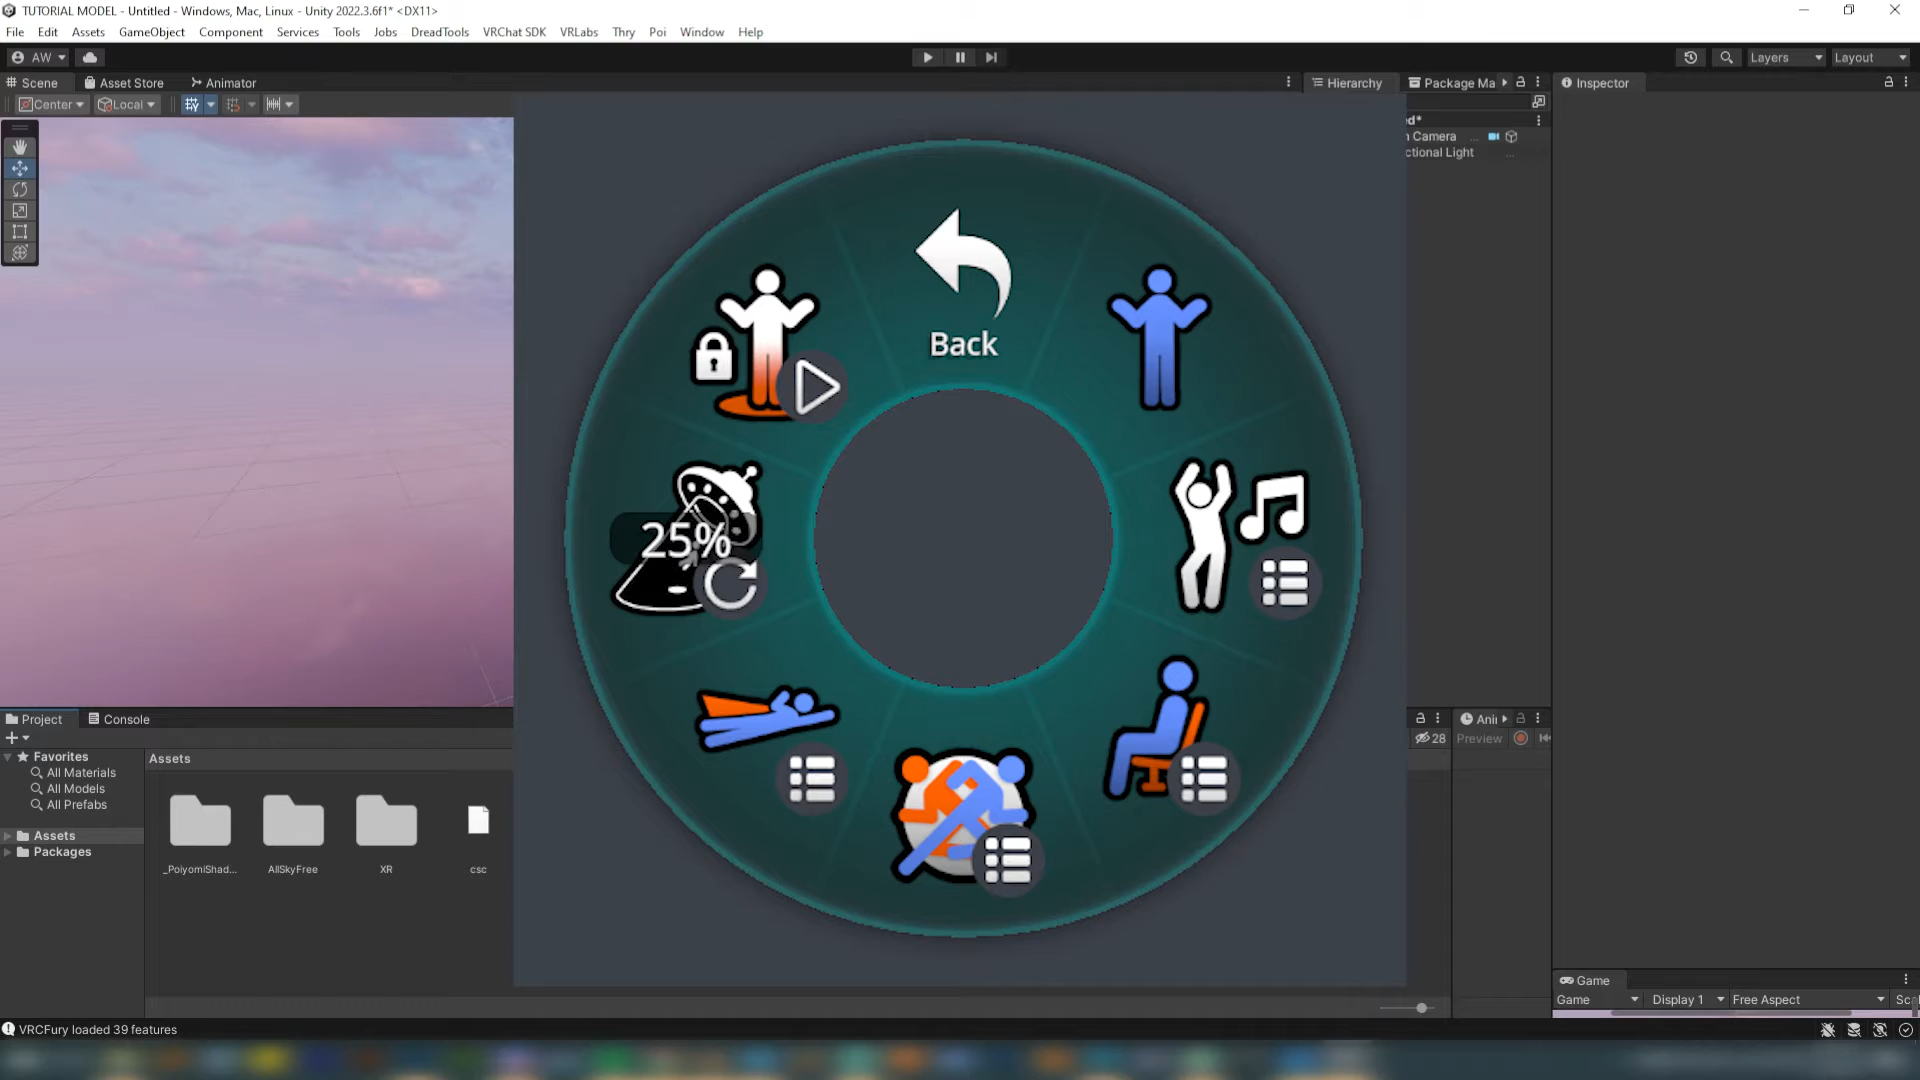 TUTORIAL MODEL - Untitled - Windows, Mac, Linux - Unity 2022.3.6f1* <DX11>
File Edit Assets GameObject Component Services Tools Jobs DreadTools VRChat SDK VRLabs Thry Poi Window Help
AW Layers Layout
Scene Asset Store Animator Hierarchy Package Ma Inspector
Center Local
ed*
n Camera
ctional Light
Back
25%
Project Console Ani
28 Preview
Favorites Assets
All Materials
All Models
All Prefabs
Assets
Packages
_PoiyomiShad... AllSkyFree XR csc
Game
Game Display 1 Free Aspect Sc
VRCFury loaded 39 features